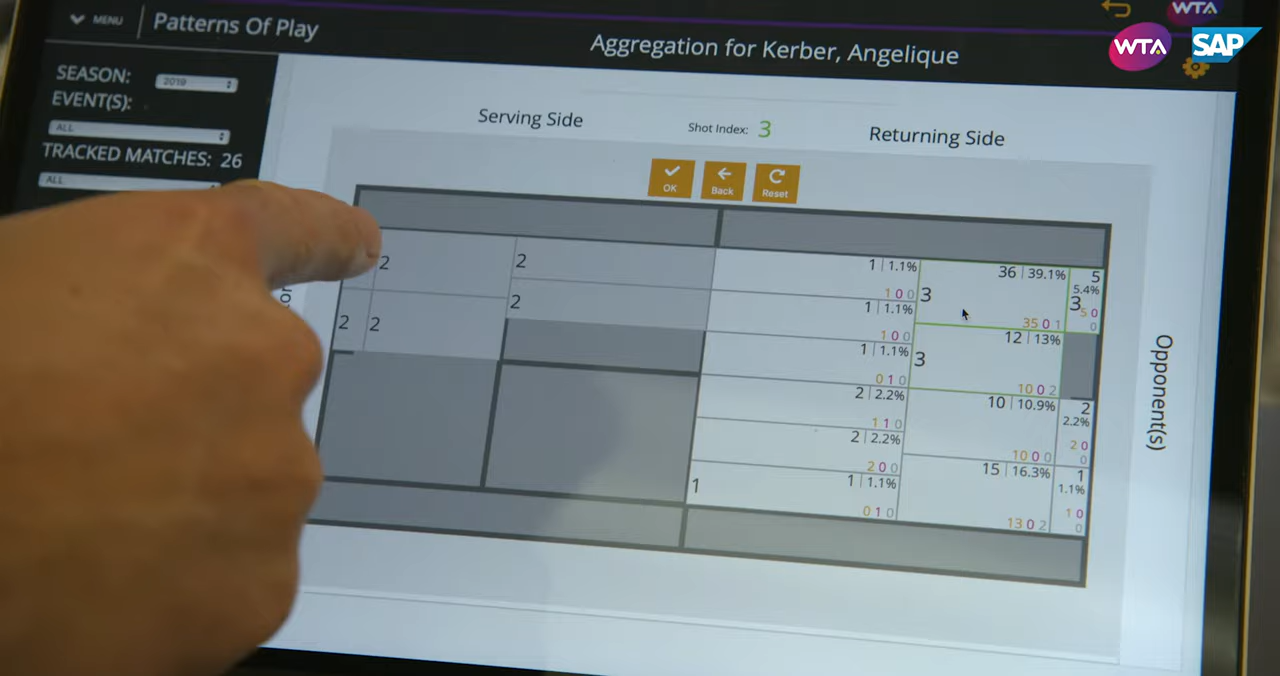 MENU
Patterns Of Play
WTA
WTA SAP
Aggregation for Kerber, Angelique
SEASON: 2019
EVENT(S):
ALL
TRACKED MATCHES: 26
ALL
Serving Side
Shot Index: 3
Returning Side
OK
Back
Reset
2
2
2
2
2
1 | 1.1%
1 0 0
1 | 1.1%
1 0 0
1 | 1.1%
0 1 0
2 | 2.2%
1 1 0
2 | 2.2%
2 0 0
1
1 | 1.1%
0 1 0
36 | 39.1%
3
35 0 1
12 | 13%
3
10 0 2
10 | 10.9%
10 0 0
15 | 16.3%
13 0 2
5
5.4%
3
5 0
0
2
2.2%
2 0
0
1
1.1%
1 0
0
Opponent(s)